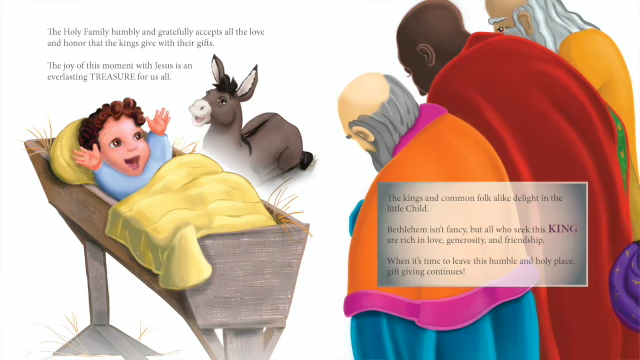 The Holy Family humbly and gratefully accepts all the love
and honor that the kings give with their gifts.
The joy of this moment with Jesus is an
everlasting TREASURE for us all.
The kings and common folk alike delight in the
little Child.
Bethlehem isn't fancy, but all who seek this KING
are rich in love, generosity, and friendship.
When it's time to leave this humble and holy place,
gift giving continues!